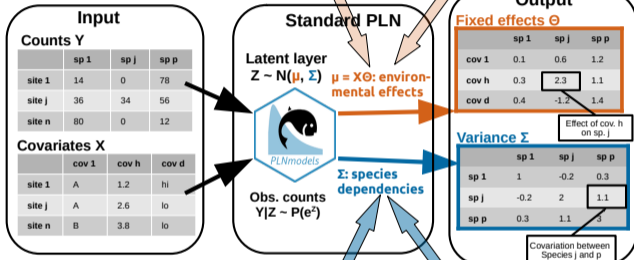 Input
Counts Y
sp 1 sp j sp p
site 1 14 0 78
site j 36 34 56
site n 80 0 12
Covariates X
cov 1 cov h cov d
site 1 A 1.2 hi
site j A 2.6 lo
site n B 3.8 lo
Standard PLN
Latent layer
Z ~ N(μ, Σ)
μ = XΘ: environ-
mental effects
PLNmodels
Σ: species
dependencies
Obs. counts
Y|Z ~ P(e^z)
Output
Fixed effects Θ
sp 1 sp j sp p
cov 1 0.1 0.6 1.2
cov h 0.3 2.3 1.1
cov d 0.4 -1.2 1.4
Effect of cov. h
on sp. j
Variance Σ
sp 1 sp j sp p
sp 1 1 -0.2 0.3
sp j -0.2 2 1.1
sp p 0.3 1.1 3
Covariation between
Species j and p